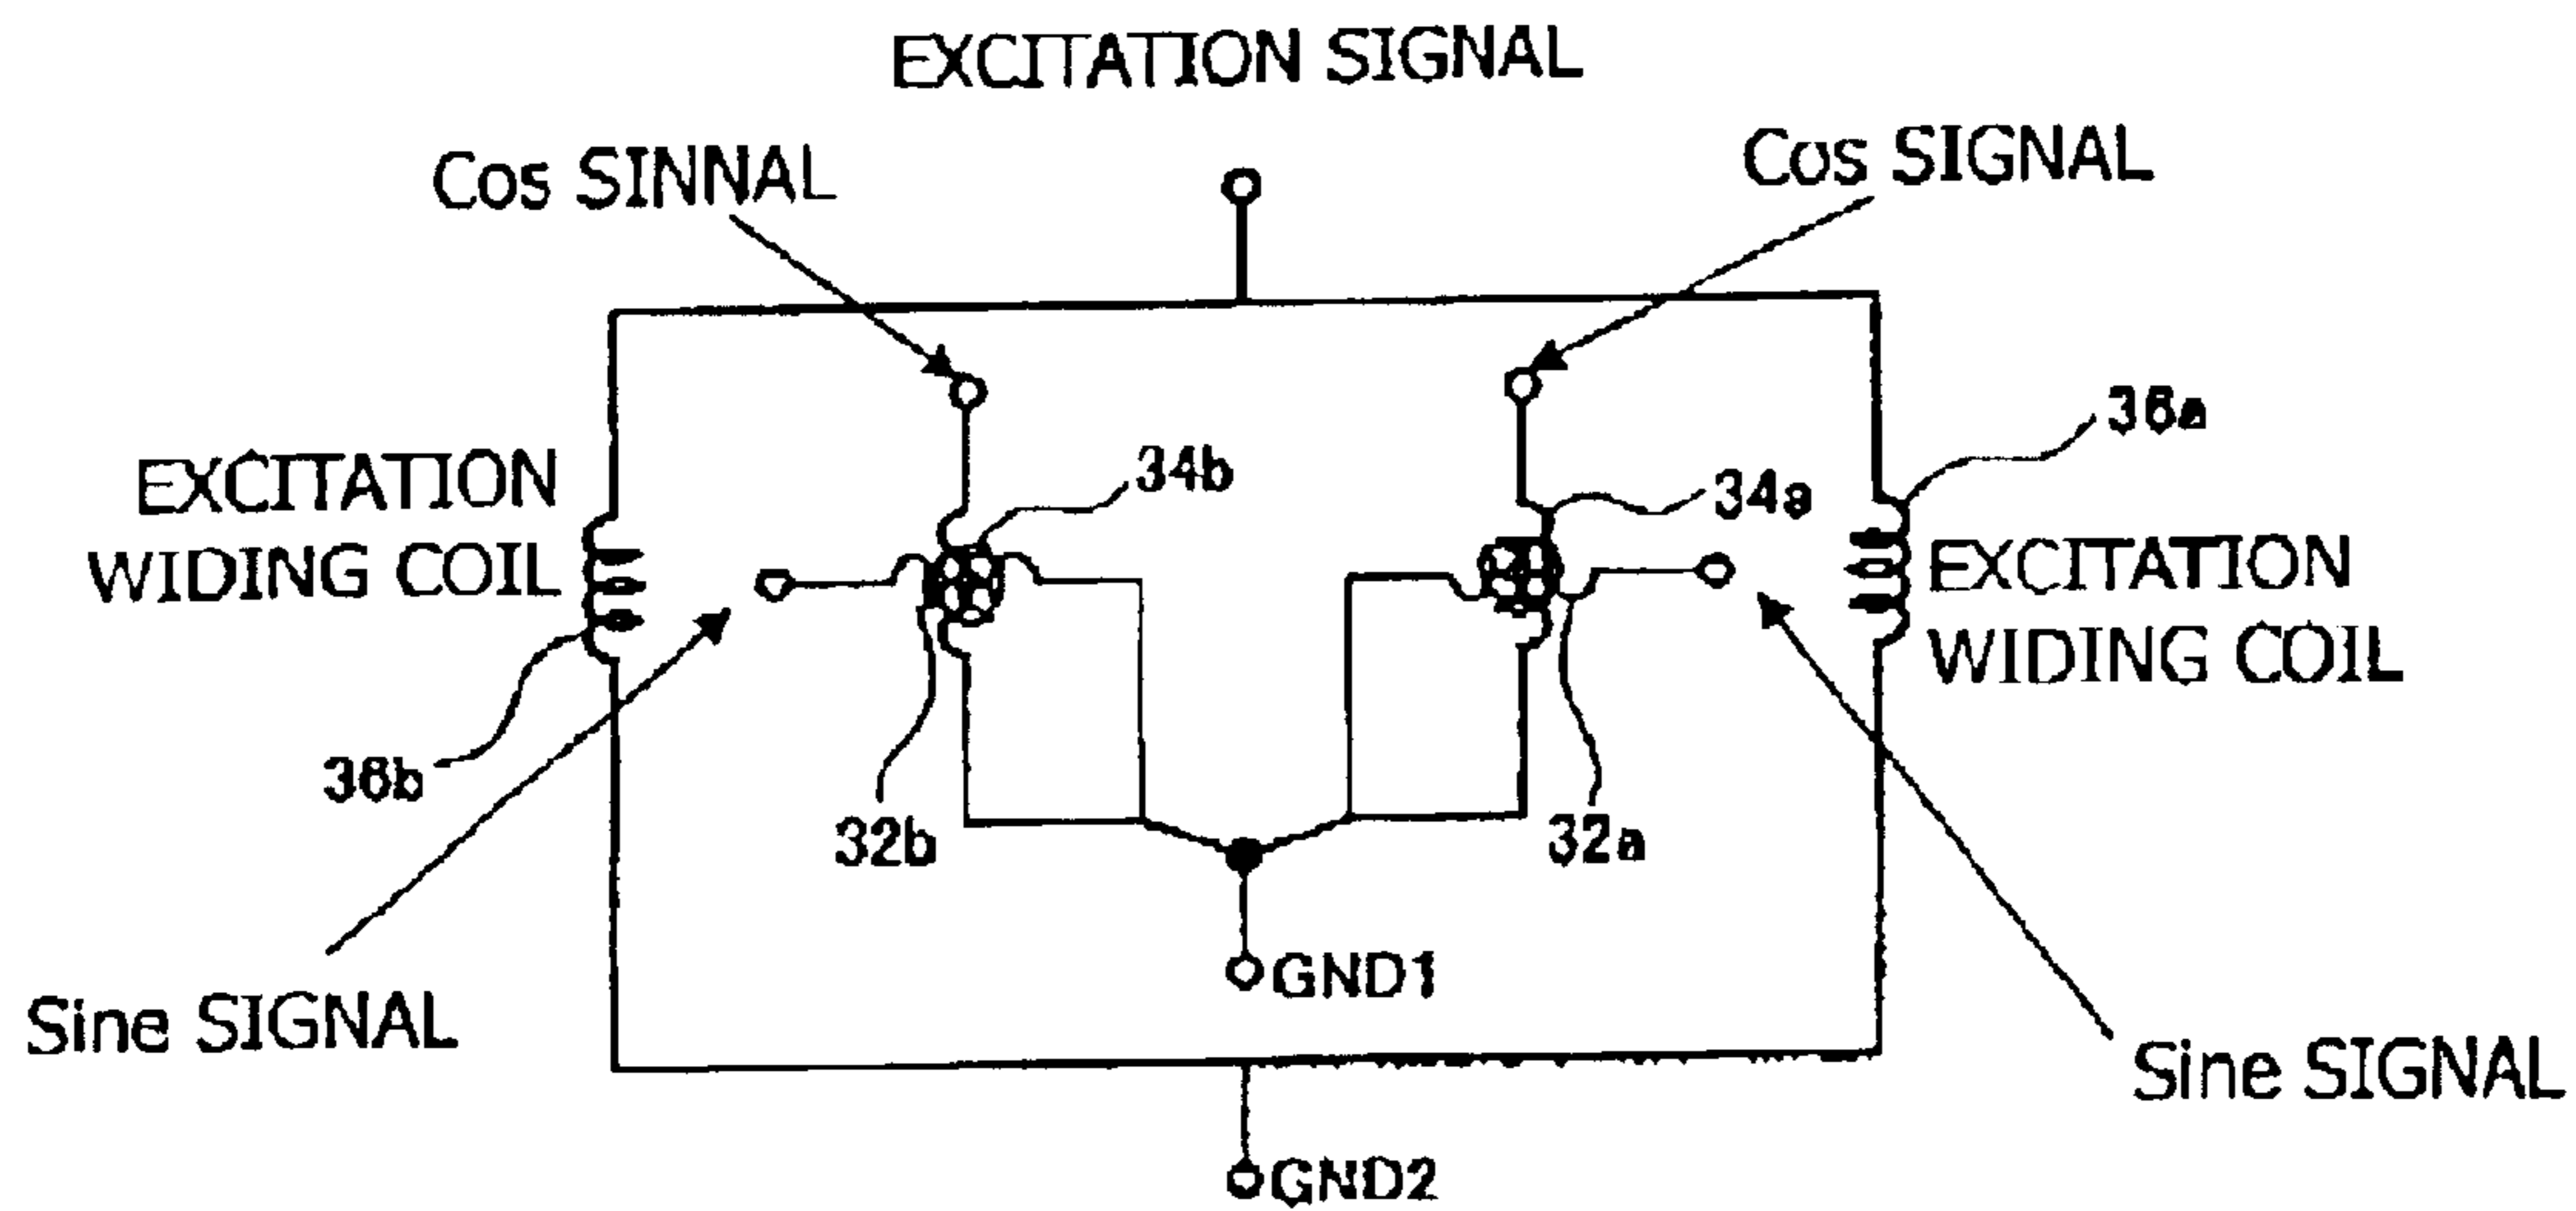 EXCITATION SIGNAL
Cos SINNAL
Cos SIGNAL
36a
34b
34a
EXCITATION
WIDING COIL
EXCITATION
WIDING COIL
36b
32b
32a
GND1
Sine SIGNAL
Sine SIGNAL
GND2